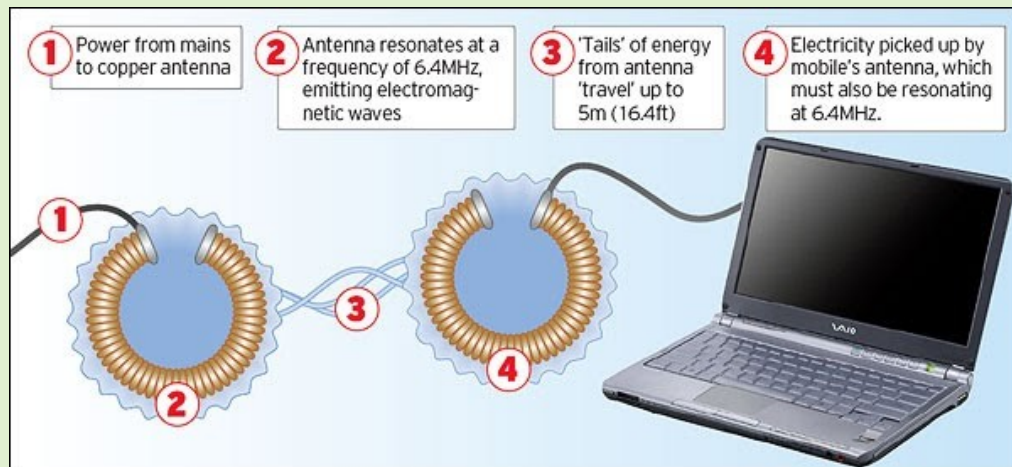 1
Power from mains
to copper antenna
2
Antenna resonates at a
frequency of 6.4MHz,
emitting electromag-
netic waves
3
'Tails' of energy
from antenna
'travel' up to
5m (16.4ft)
4
Electricity picked up by
mobile's antenna, which
must also be resonating
at 6.4MHz.
1
2
3
4
VAIO